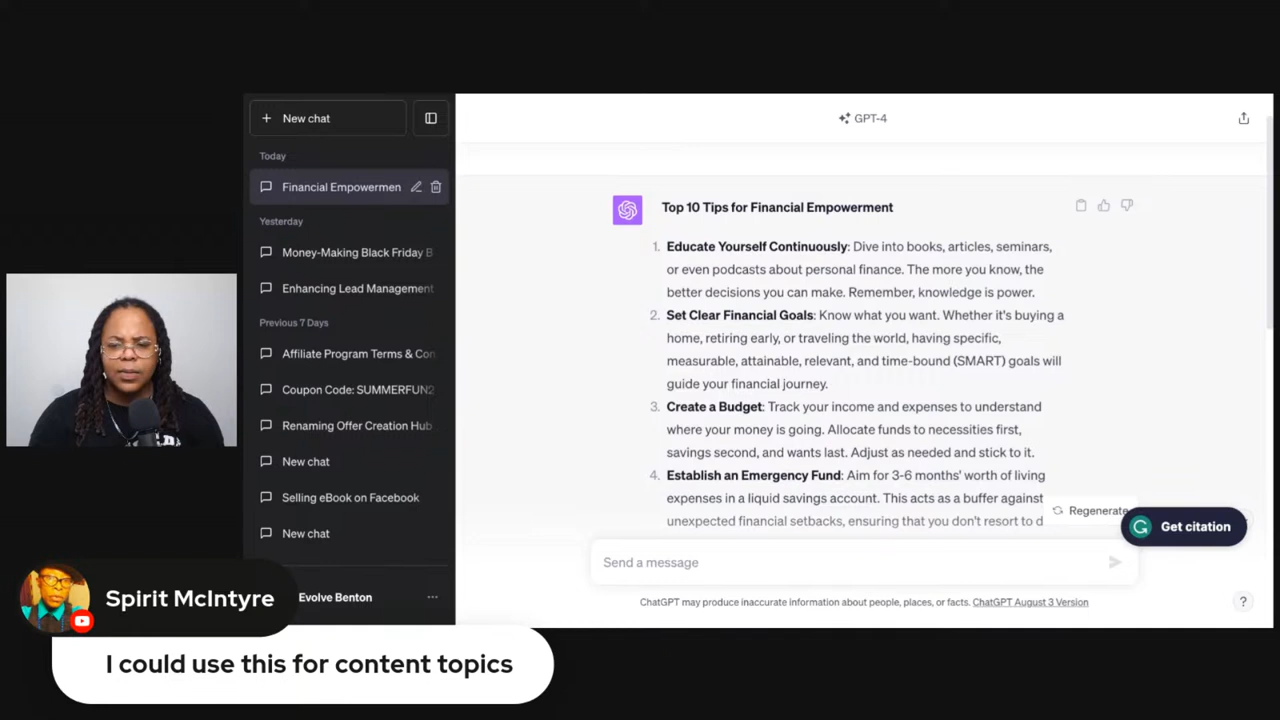 New chat
GPT-4
Today
Financial Empowermen
Yesterday
Money-Making Black Friday B
Enhancing Lead Management
Previous 7 Days
Affiliate Program Terms & Con
Coupon Code: SUMMERFUN2
Renaming Offer Creation Hub
New chat
Selling eBook on Facebook
New chat
Evolve Benton
Top 10 Tips for Financial Empowerment
1. Educate Yourself Continuously: Dive into books, articles, seminars,
or even podcasts about personal finance. The more you know, the
better decisions you can make. Remember, knowledge is power.
2. Set Clear Financial Goals: Know what you want. Whether it's buying a
home, retiring early, or traveling the world, having specific,
measurable, attainable, relevant, and time-bound (SMART) goals will
guide your financial journey.
3. Create a Budget: Track your income and expenses to understand
where your money is going. Allocate funds to necessities first,
savings second, and wants last. Adjust as needed and stick to it.
4. Establish an Emergency Fund: Aim for 3-6 months' worth of living
expenses in a liquid savings account. This acts as a buffer against
unexpected financial setbacks, ensuring that you don't resort to d
Regenerate
Get citation
Send a message
ChatGPT may produce inaccurate information about people, places, or facts. ChatGPT August 3 Version
?
Spirit McIntyre
I could use this for content topics